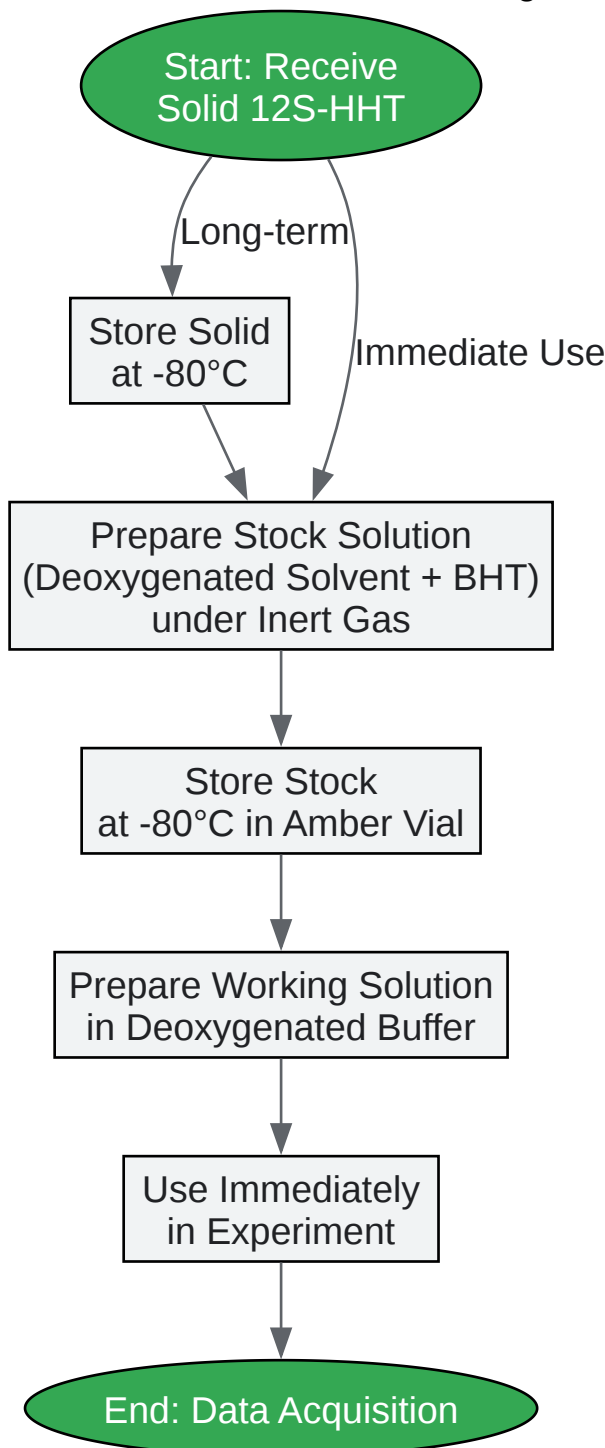 Start: Receive
Solid 12S-HHT
Long-term
Store Solid
at -80°C
Immediate Use
Prepare Stock Solution
(Deoxygenated Solvent + BHT)
under Inert Gas
Store Stock
at -80°C in Amber Vial
Prepare Working Solution
in Deoxygenated Buffer
Use Immediately
in Experiment
End: Data Acquisition